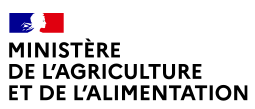 MINISTÈRE
DE L'AGRICULTURE
ET DE L'ALIMENTATION